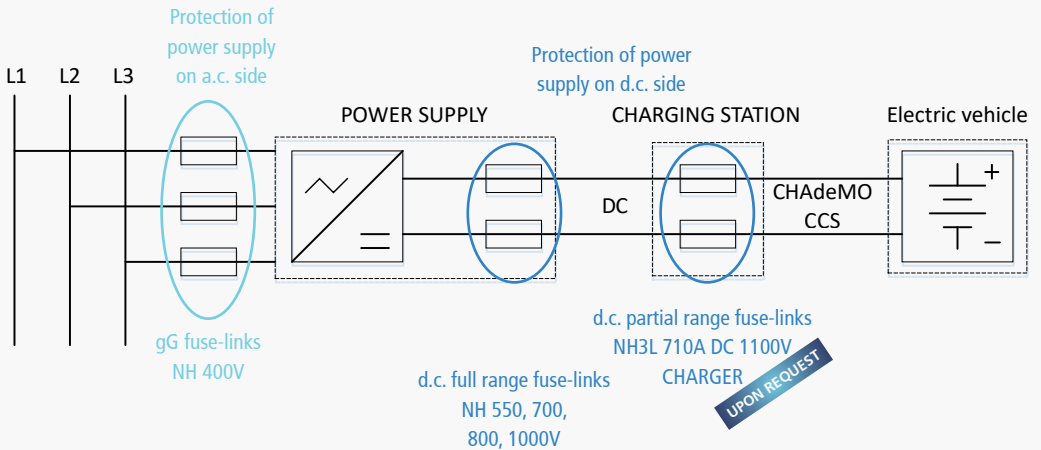 Protection of
power supply
on a.c. side
L1 L2 L3
Protection of power
supply on d.c. side
POWER SUPPLY
CHARGING STATION
Electric vehicle
+
DC
CHAdeMO
CCS
−
gG fuse-links
NH 400V
d.c. full range fuse-links
NH 550, 700,
800, 1000V
d.c. partial range fuse-links
NH3L 710A DC 1100V
CHARGER
UPON REQUEST